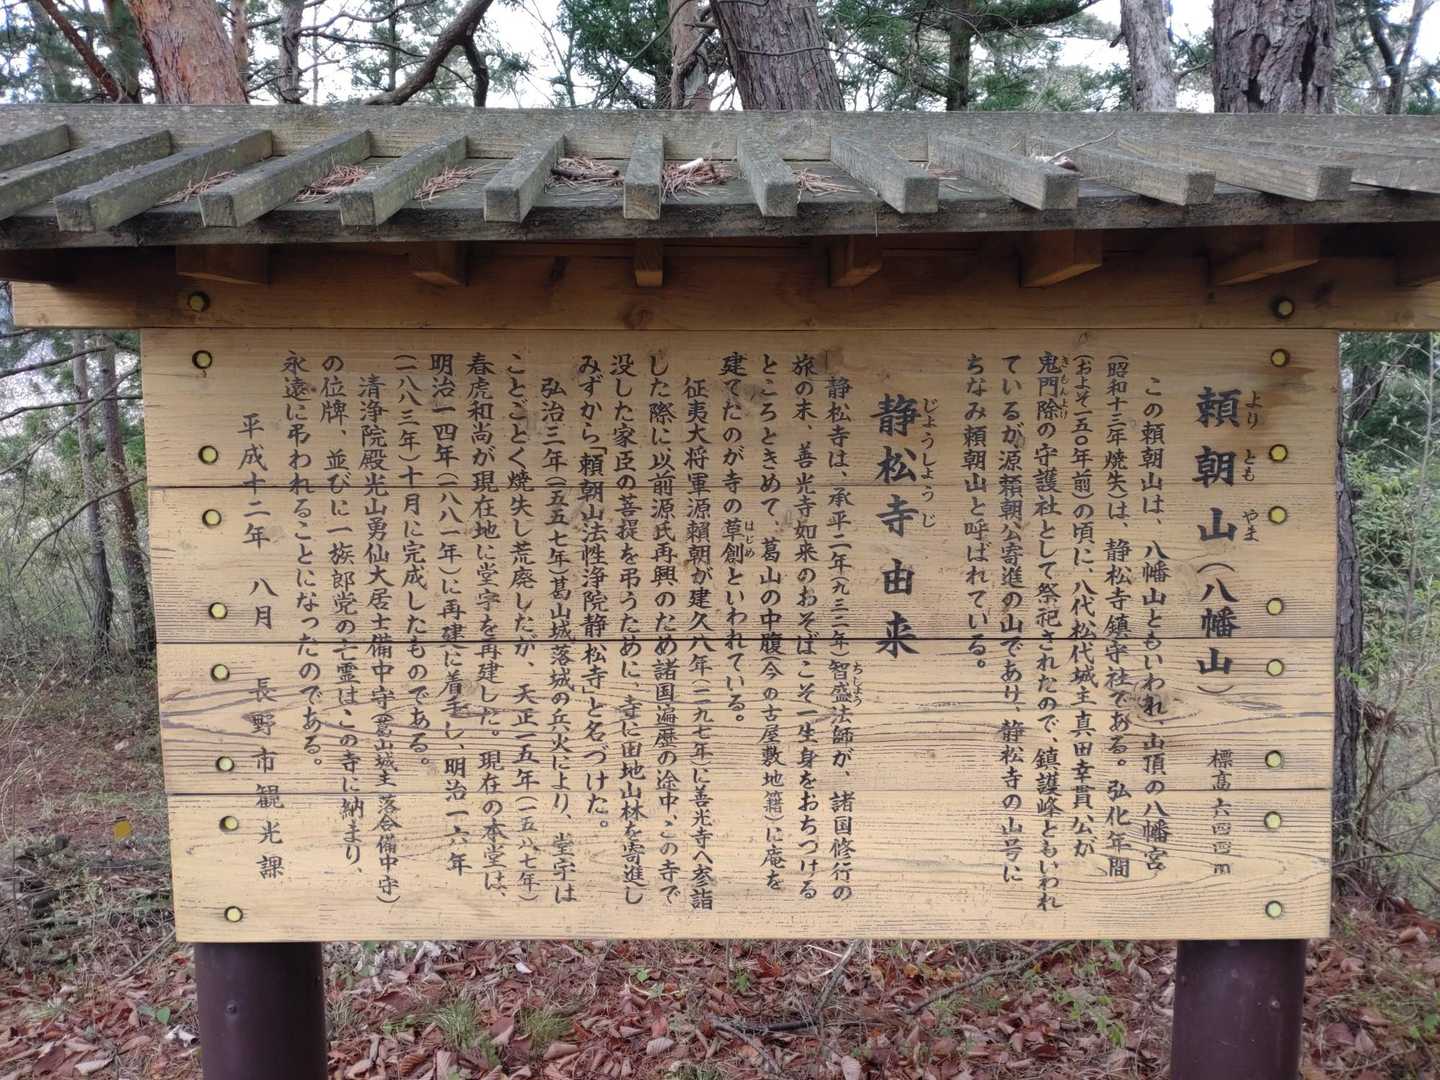 頼朝山（八幡山）　標高六四四m
よりともやま
この頼朝山は、八幡山ともいわれ、山頂の八幡宮
（昭和十三年焼失）は、静松寺鎮守社である。弘化年間
（およそ一五〇年前）の頃に、八代松代城主真田幸貫公が
鬼門除の守護社として祭祀されたので、鎮護峰ともいわれ
きもんよけ
ているが源頼朝公寄進の山であり、静松寺の山号に
ちなみ頼朝山と呼ばれている。
静松寺由来
じょうしょうじ
静松寺は、承平二年（九三二年）智盛法師が、諸国修行の
ちしょう
旅の末、善光寺如来のおそばこそ一生身をおちつける
ところときめて、葛山の中腹（今の古屋敷地籍）に庵を
建てたのが寺の草創といわれている。
はじめ
征夷大将軍源頼朝が建久八年（一一九七年）に善光寺へ参詣
した際に以前源氏再興のため諸国遍歴の途中、この寺で
没した家臣の菩提を弔うために、寺に田地山林を寄進し
みずから「頼朝山法性浄院静松寺」と名づけた。
弘治三年（一五五七年）葛山城落城の兵火により、堂宇は
ことごとく焼失し荒廃したが、天正一五年（一五八七年）
春虎和尚が現在地に堂宇を再建した。現在の本堂は、
明治一四年（一八八一年）に再建に着手し、明治一六年
（一八八三年）十月に完成したものである。
清浄院殿光山勇仙大居士備中守（葛山城主 落合備中守）
の位牌、並びに一族郎党の亡霊はこの寺に納まり、
永遠に弔われることになったのである。
平成十二年　八月　長野市観光課